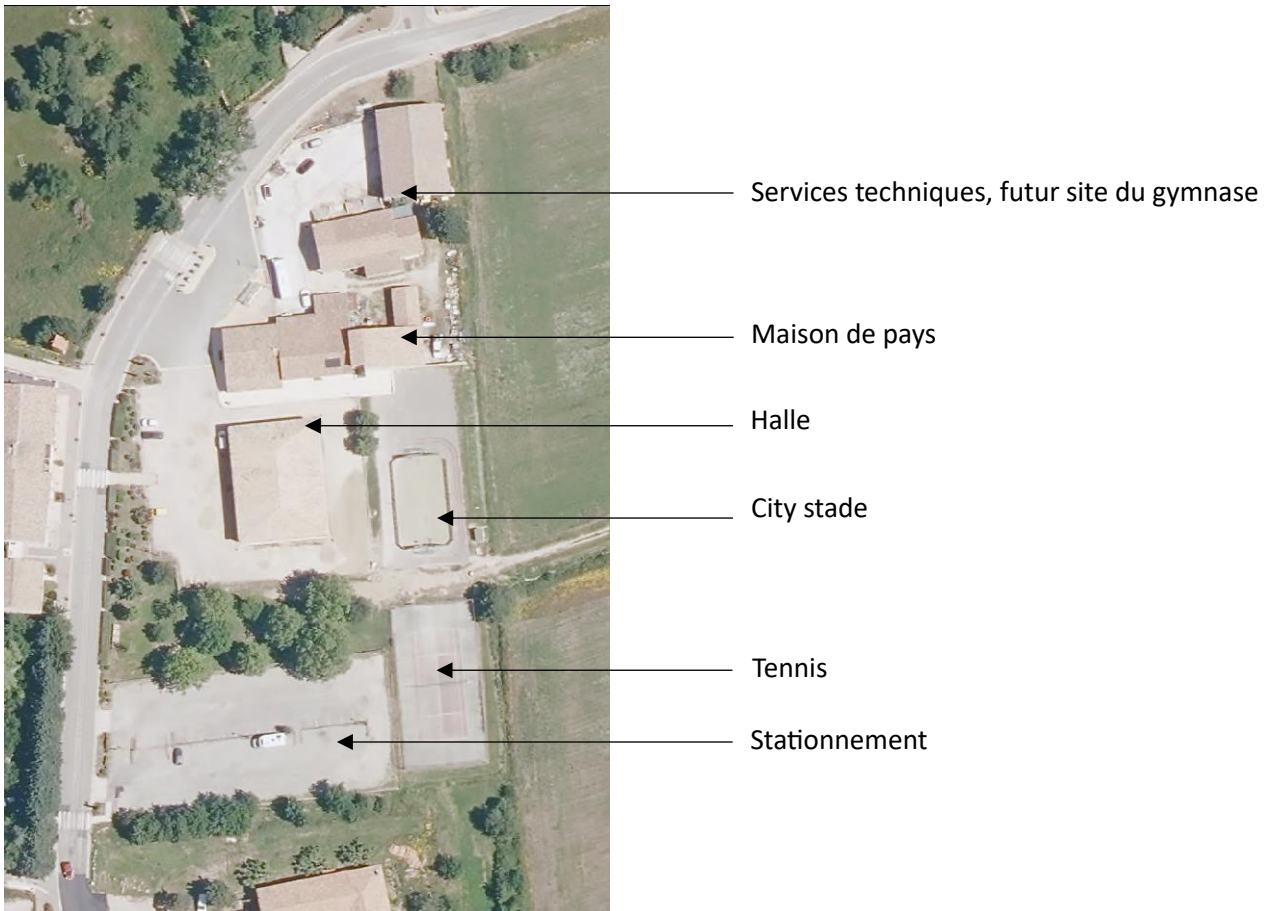 Services techniques, futur site du gymnase
Maison de pays
Halle
City stade
Tennis
Stationnement